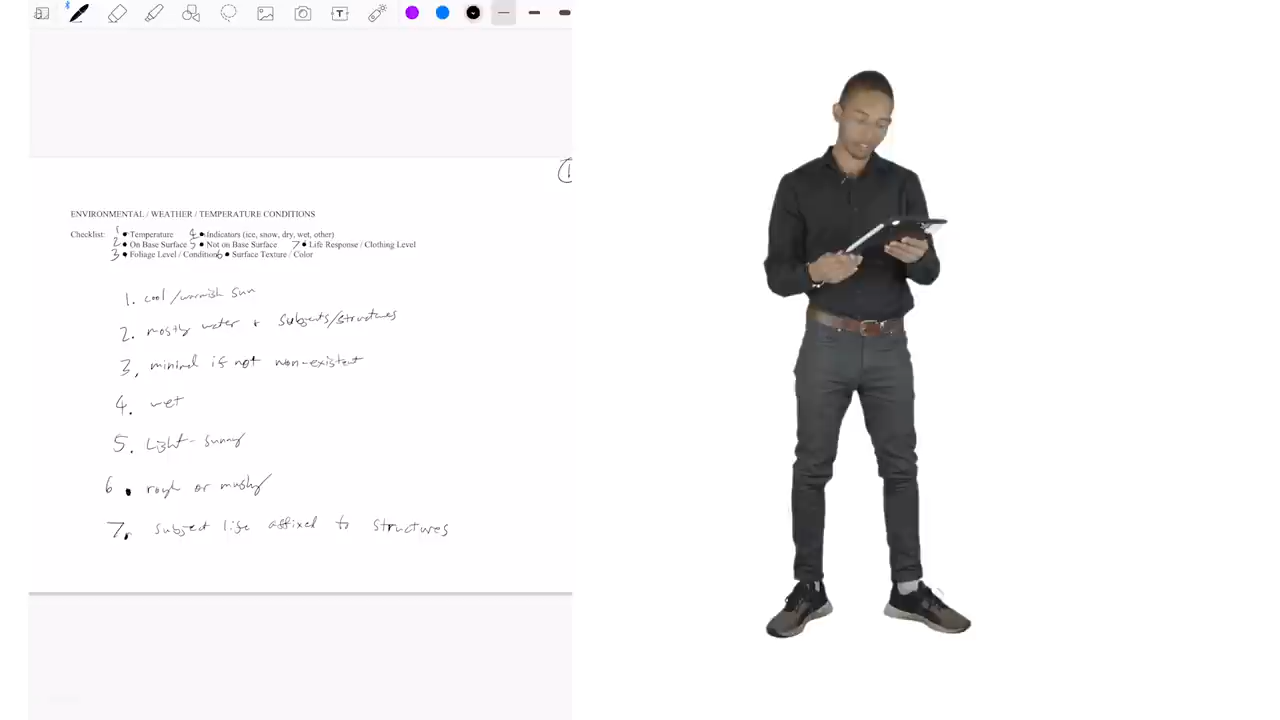 T
1
ENVIRONMENTAL / WEATHER / TEMPERATURE CONDITIONS
Checklist: 1 • Temperature 4 • Indicators (ice, snow, dry, wet, other)
2 • On Base Surface 5 • Not on Base Surface 7 • Life Response / Clothing Level
3 • Foliage Level / Condition 6 • Surface Texture / Color
1. cool/warmish sun
2. mostly water + subjects/structures
3. minimal if not non-existent
4. wet
5. Light-sunny
6. rough or mushy
7. subject life affixed to structures